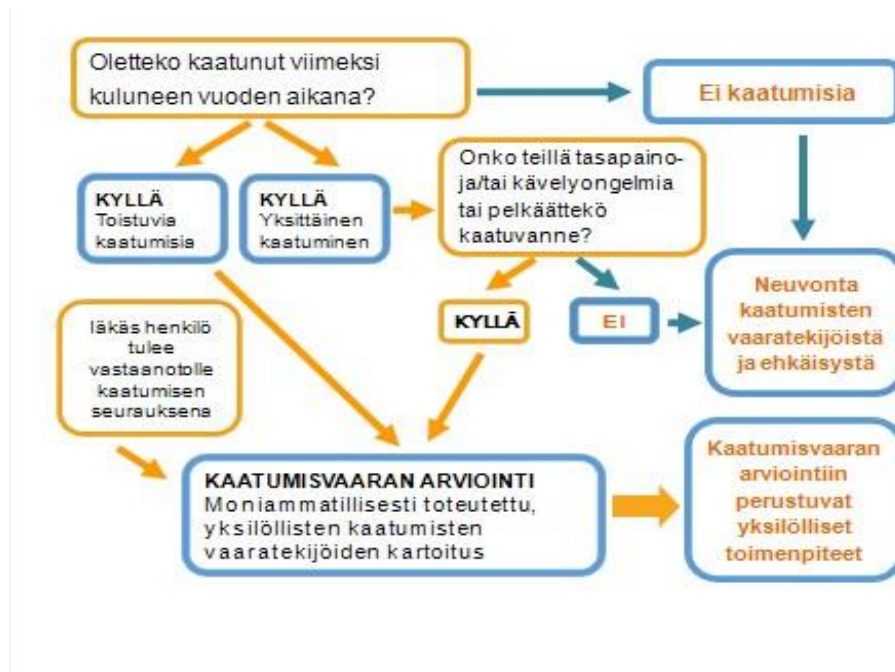 Oletteko kaatunut viimeksi
kuluneen vuoden aikana?
Ei kaatumisia
KYLLÄ
Toistuvia
kaatumisia
KYLLÄ
Yksittäinen
kaatuminen
Onko teillä tasapaino-
ja/tai kävelyongelmia
tai pelkäättekö
kaatuvanne?
KYLLÄ
EI
Neuvonta
kaatumisten
vaaratekijöistä
ja ehkäisystä
Iäkäs henkilö
tulee
vastaanotolle
kaatumisen
seurauksena
KAATUMISVAARAN ARVIOINTI
Moniammatillisesti toteutettu,
yksilöllisten kaatumisten
vaaratekijöiden kartoitus
Kaatumisvaaran
arviointiin
perustuvat
yksilölliset
toimenpiteet